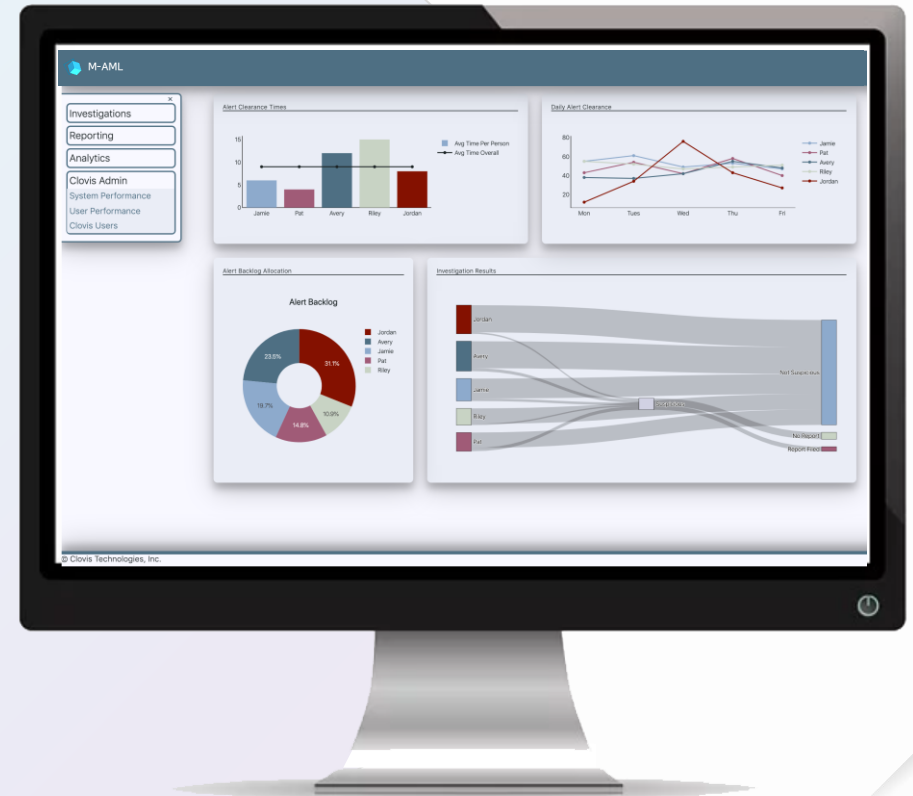 M-AML
×
Investigations
Reporting
Analytics
Clovis Admin
System Performance
User Performance
Clovis Users
Alert Clearance Times
15
10
5
0
Jamie Pat Avery Riley Jordan
Avg Time Per Person
Avg Time Overall
Daily Alert Clearance
80
60
40
20
Mon Tues Wed Thu Fri
Jamie
Pat
Avery
Riley
Jordan
Alert Backlog Allocation
Alert Backlog
23.5%
31.1%
19.7%
14.8%
10.9%
Jordan
Avery
Jamie
Pat
Riley
Investigation Results
Jordan
Avery
Jamie
Riley
Pat
Not Suspicious
No Report
Report Filed
© Clovis Technologies, Inc.